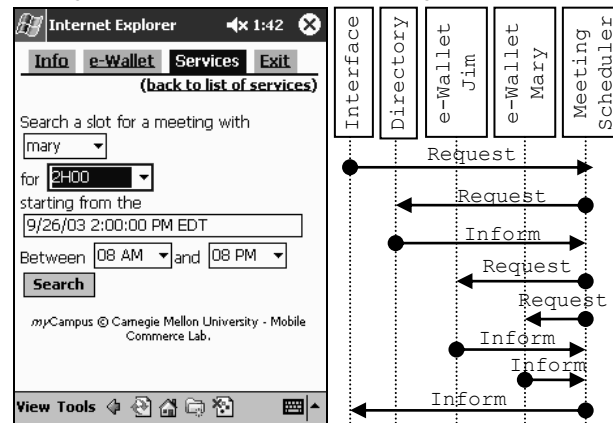 Internet Explorer 1:42
Info e-Wallet Services Exit
(back to list of services)
Search a slot for a meeting with
mary
for 2H00
starting from the
9/26/03 2:00:00 PM EDT
Between 08 AM and 08 PM
Search
myCampus © Carnegie Mellon University - Mobile
Commerce Lab.
View Tools
Interface
Directory
e-Wallet
Jim
e-Wallet
Mary
Meeting
Scheduler
Request
Request
Inform
Request
Request
Inform
Inform
Inform